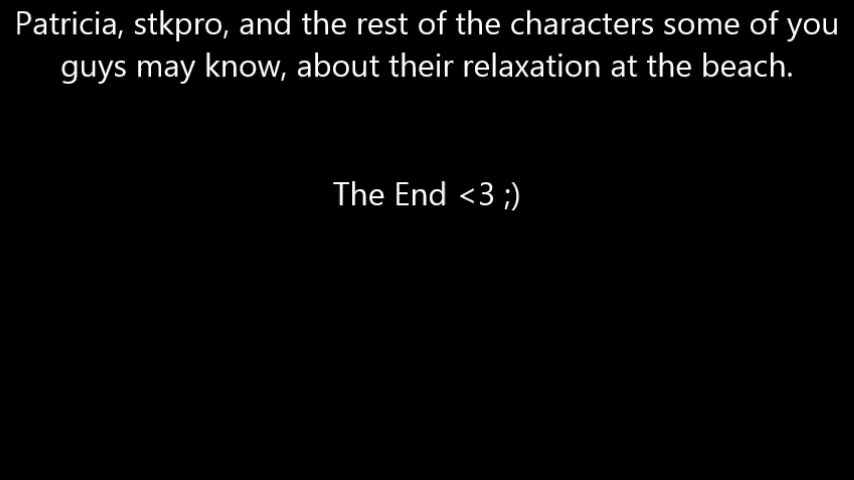 Patricia, stkpro, and the rest of the characters some of you
guys may know, about their relaxation at the beach.
The End <3 ;)